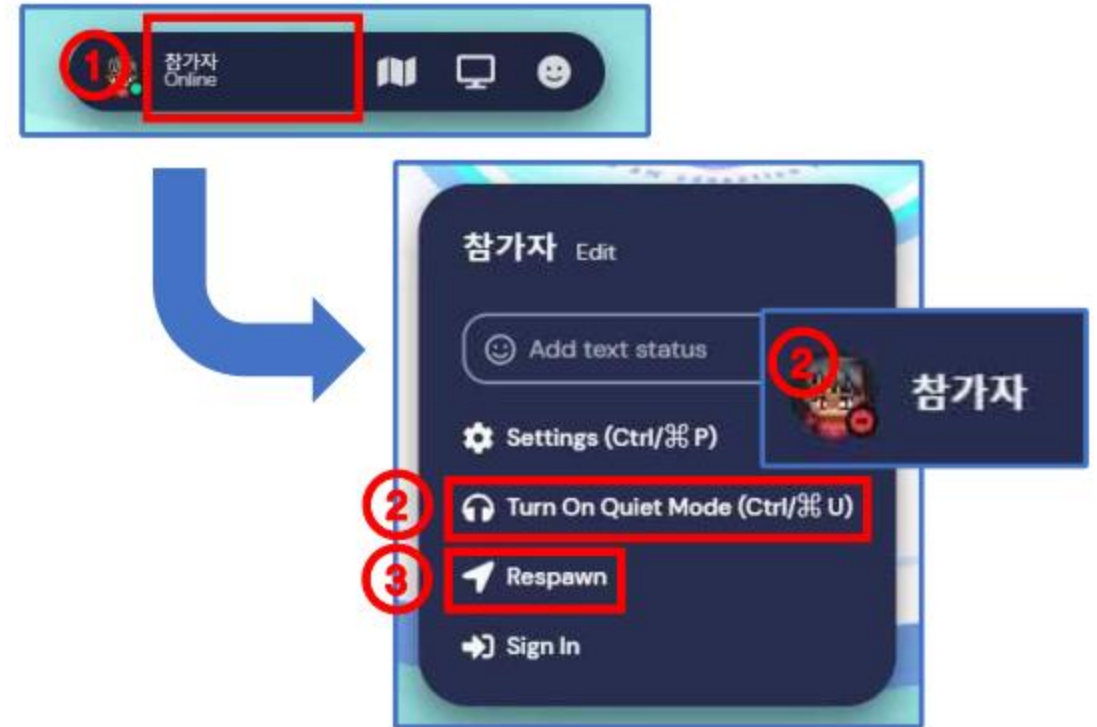 ①
참가자
Online
참가자 Edit
Add text status
②
참가자
Settings (Ctrl/⌘ P)
② Turn On Quiet Mode (Ctrl/⌘ U)
③ Respawn
Sign In